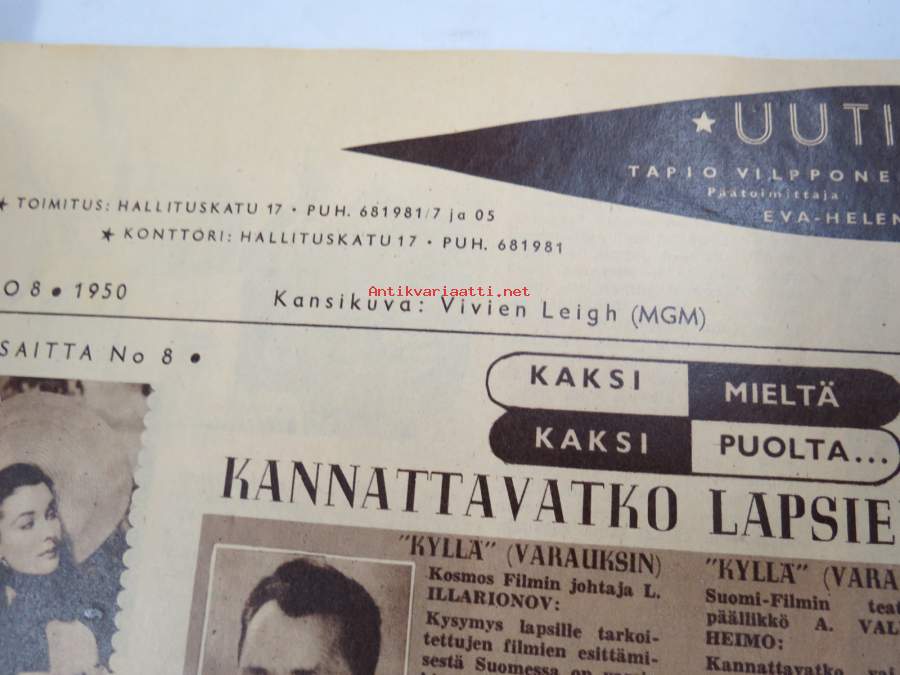 ★ UUTI
TAPIO VILPPONE
Päätoimittaja
EVA-HELEN
★ TOIMITUS: HALLITUSKATU 17 • PUH. 681981/7 ja 05
★ KONTTORI: HALLITUSKATU 17 • PUH. 681981
O 8 • 1950
Kansikuva: Vivien Leigh (MGM)
Antikvariaatti.net
SAITTA No 8 •
KAKSI MIELTÄ
KAKSI PUOLTA...
KANNATTAVATKO LAPSIE
"KYLLÄ" (VARAUKSIN)
Kosmos Filmin johtaja L.
ILLARIONOV:
Kysymys lapsille tarkoi-
tettujen filmien esittämi-
sestä Suomessa on
"KYLLÄ" (VARA
Suomi-Filmin teat
päällikkö A. VAL
HEIMO:
Kannattavatko vai